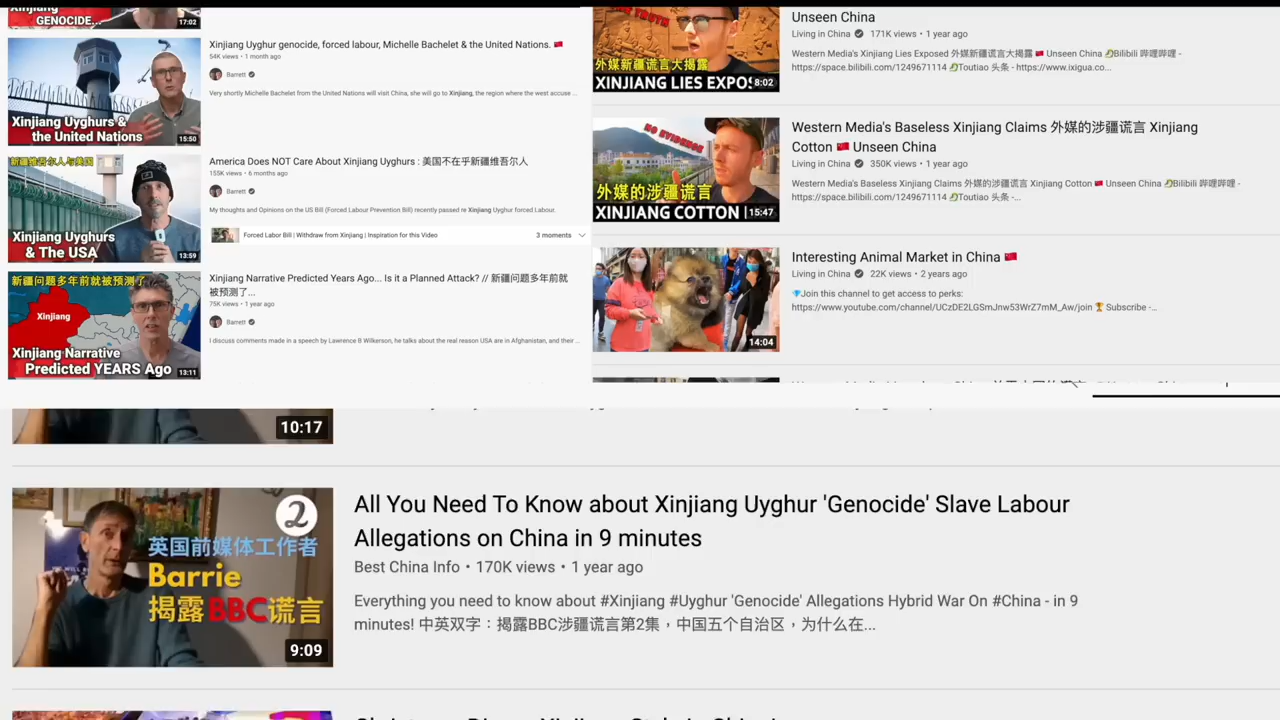 GENOCIDE...
17:02
Xinjiang Uyghur genocide, forced labour, Michelle Bachelet & the United Nations. 🇨🇳
54K views • 1 month ago
Barrett
Very shortly Michelle Bachelet from the United Nations will visit China, she will go to Xinjiang, the region where the west accuse ...
Xinjiang Uyghurs &
the United Nations
15:50
新疆维吾尔人与美国
Xinjiang Uyghurs
& The USA
13:59
America Does NOT Care About Xinjiang Uyghurs : 美国不在乎新疆维吾尔人
155K views • 6 months ago
Barrett
My thoughts and Opinions on the US Bill (Forced Labour Prevention Bill) recently passed re Xinjiang Uyghur forced Labour.
Forced Labor Bill | Withdraw from Xinjiang | Inspiration for this Video
3 moments
新疆问题多年前就被预测了
Xinjiang
Xinjiang Narrative
Predicted YEARS Ago
13:11
Xinjiang Narrative Predicted Years Ago... Is it a Planned Attack? // 新疆问题多年前就
被预测了...
75K views • 1 year ago
Barrett
I discuss comments made in a speech by Lawrence B Wilkerson, he talks about the real reason USA are in Afghanistan, and their ...
THE TRUTH
外媒新疆谎言大揭露
XINJIANG LIES EXPOS
8:02
Unseen China
Living in China 171K views • 1 year ago
Western Media's Xinjiang Lies Exposed 外媒新疆谎言大揭露 🇨🇳 Unseen China Bilibili 哔哩哔哩 -
https://space.bilibili.com/1249671114 Toutiao 头条 - https://www.ixigua.co...
NO EVIDENCE
外媒的涉疆谎言
XINJIANG COTTON
15:47
Western Media's Baseless Xinjiang Claims 外媒的涉疆谎言 Xinjiang
Cotton 🇨🇳 Unseen China
Living in China 350K views • 1 year ago
Western Media's Baseless Xinjiang Claims 外媒的涉疆谎言 Xinjiang Cotton 🇨🇳 Unseen China Bilibili 哔哩哔哩 -
https://space.bilibili.com/1249671114 Toutiao 头条 -...
14:04
Interesting Animal Market in China 🇨🇳
Living in China 22K views • 2 years ago
💎Join this channel to get access to perks:
https://www.youtube.com/channel/UCzDE2LGSmJnw53WrZ7mM_Aw/join 🏆 Subscribe -...
10:17
2
英国前媒体工作者
Barrie
揭露BBC谎言
9:09
All You Need To Know about Xinjiang Uyghur 'Genocide' Slave Labour
Allegations on China in 9 minutes
Best China Info • 170K views • 1 year ago
Everything you need to know about #Xinjiang #Uyghur 'Genocide' Allegations Hybrid War On #China - in 9
minutes! 中英双字：揭露BBC涉疆谎言第2集，中国五个自治区，为什么在...